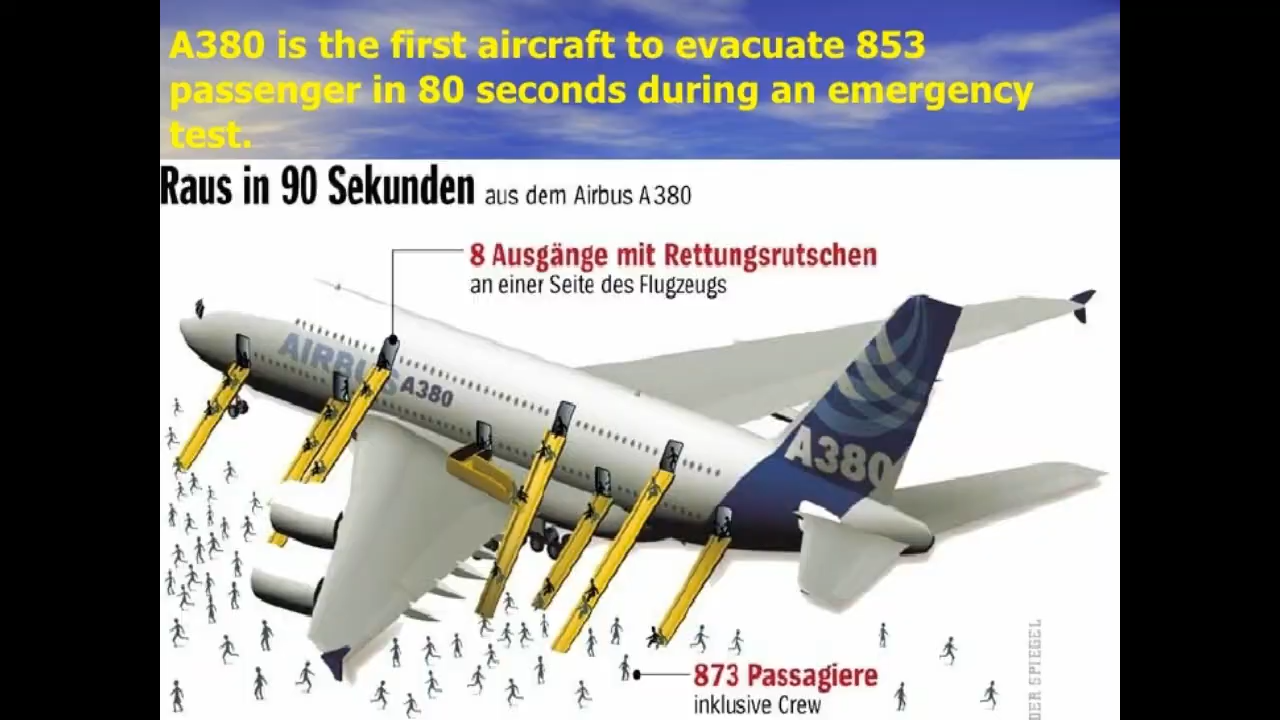 A380 is the first aircraft to evacuate 853
passenger in 80 seconds during an emergency
test.
Raus in 90 Sekunden aus dem Airbus A380
8 Ausgänge mit Rettungsrutschen
an einer Seite des Flugzeugs
AIRBUS A380
A380
873 Passagiere
inklusive Crew
DER SPIEGEL